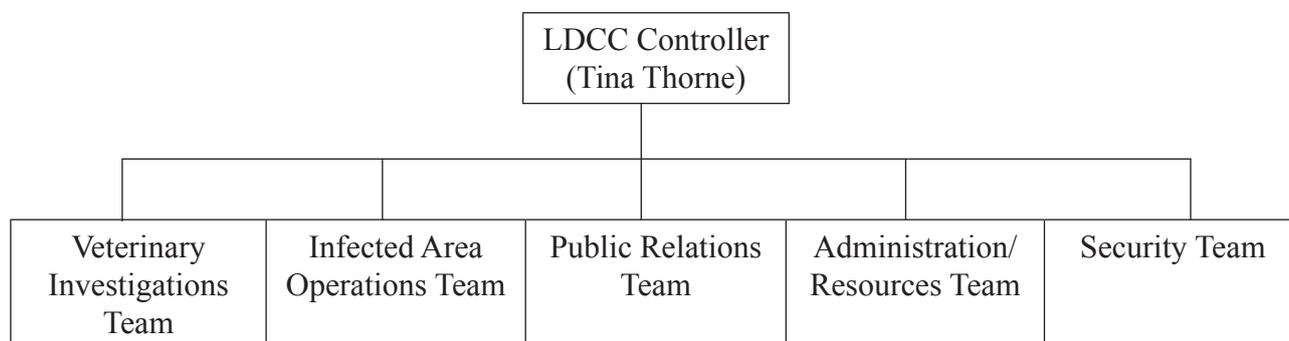 LDCC Controller
(Tina Thorne)
Veterinary
Investigations
Team
Infected Area
Operations Team
Public Relations
Team
Administration/
Resources Team
Security Team